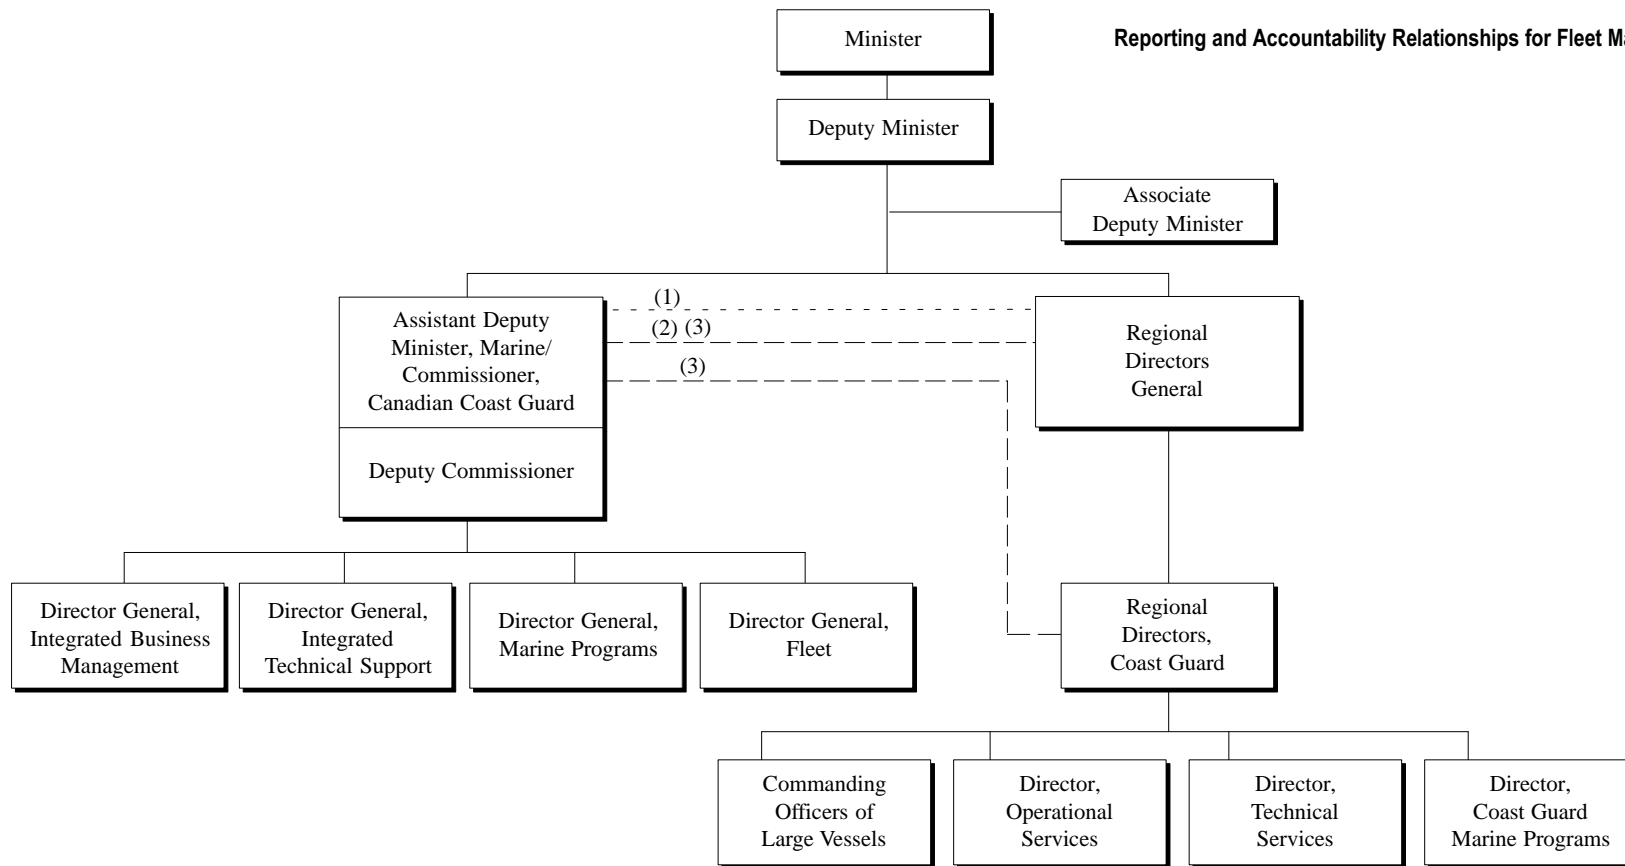 Minister
Reporting and Accountability Relationships for Fleet
Deputy Minister
Associate
Deputy Minister
(1)
(2) (3)
(3)
Assistant Deputy
Minister, Marine/
Commissioner,
Canadian Coast Guard
Deputy Commissioner
Regional
Directors
General
Director General,
Integrated Business
Management
Director General,
Integrated
Technical Support
Director General,
Marine Programs
Director General,
Fleet
Regional
Directors,
Coast Guard
Commanding
Officers of
Large Vessels
Director,
Operational
Services
Director,
Technical
Services
Director,
Coast Guard
Marine Programs